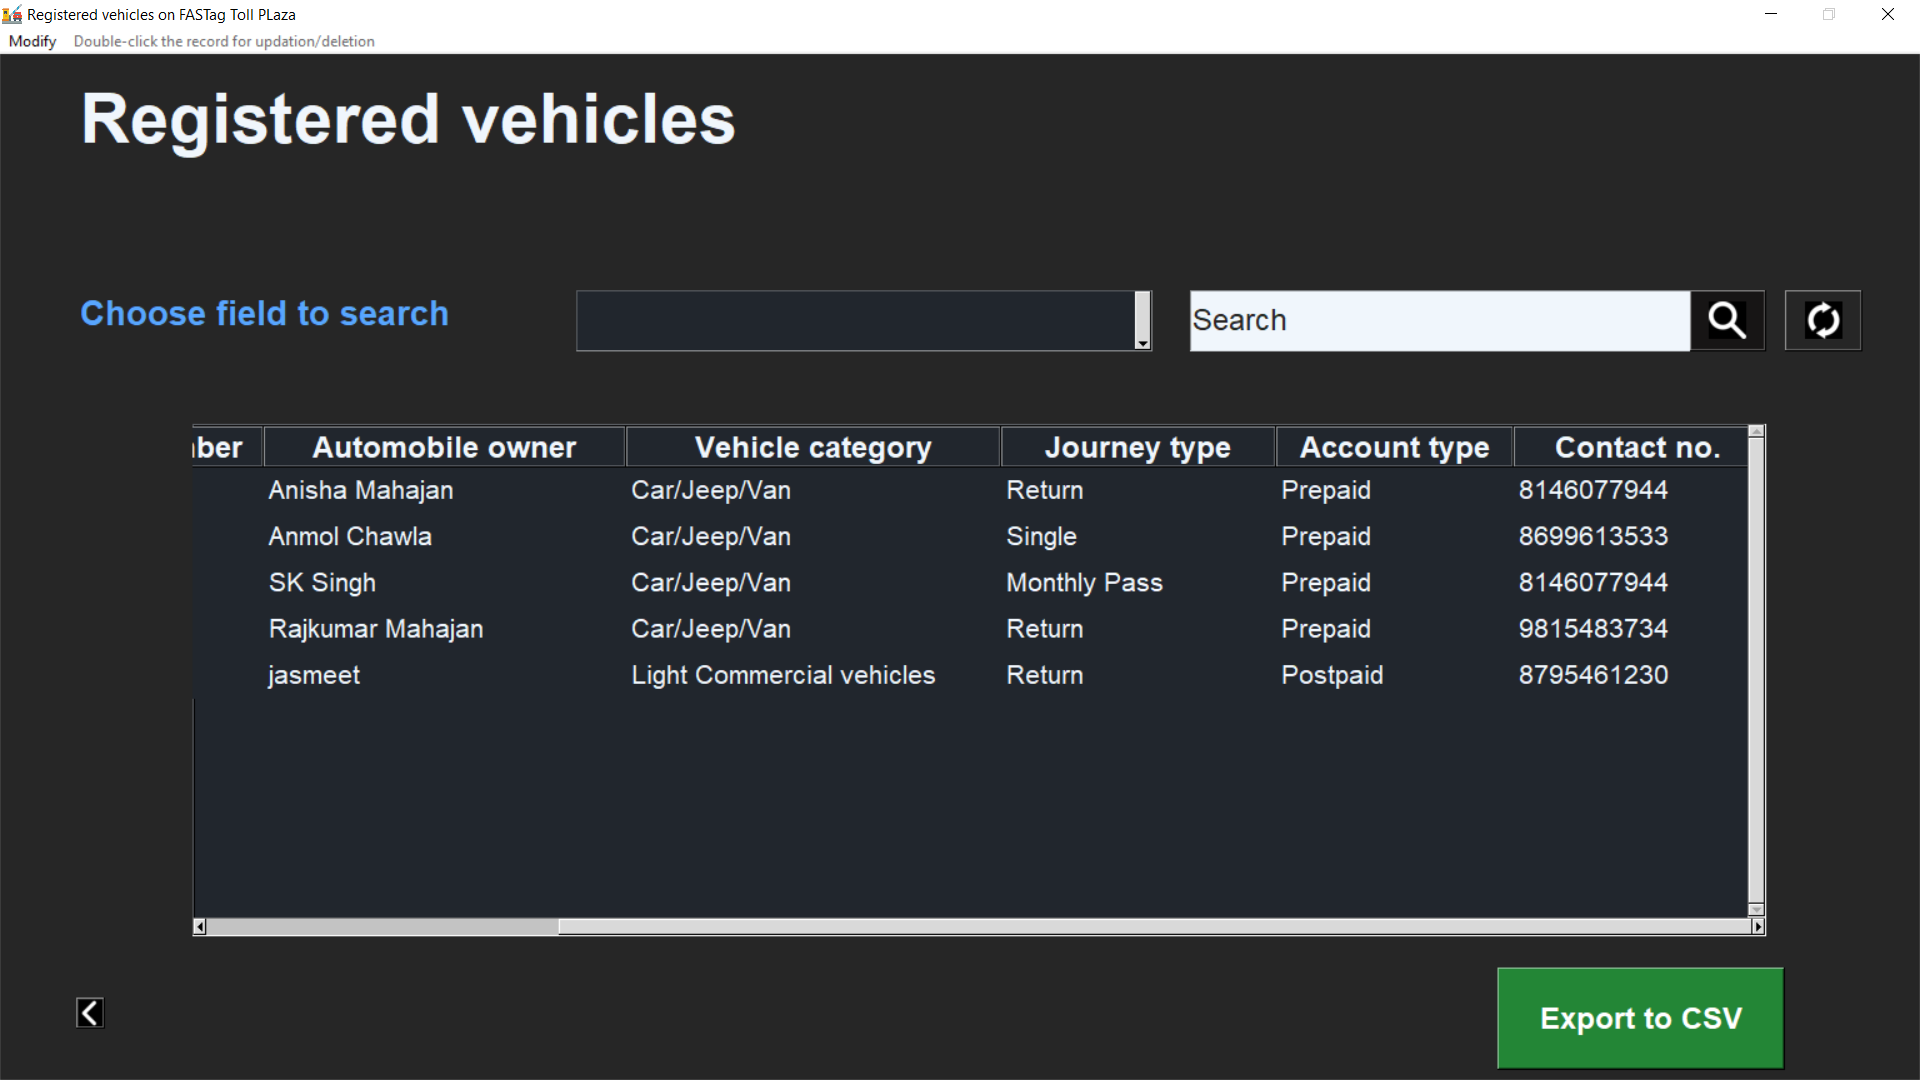 Registered vehicles on FASTag Toll PLaza
Modify Double-click the record for updation/deletion
Registered vehicles
Choose field to search Search
Automobile owner Vehicle category Journey type Account type Contact no.
Anisha Mahajan Car/Jeep/Van Return Prepaid 8146077944
Anmol Chawla Car/Jeep/Van Single Prepaid 8699613533
SK Singh Car/Jeep/Van Monthly Pass Prepaid 8146077944
Rajkumar Mahajan Car/Jeep/Van Return Prepaid 9815483734
jasmeet Light Commercial vehicles Return Postpaid 8795461230
Export to CSV